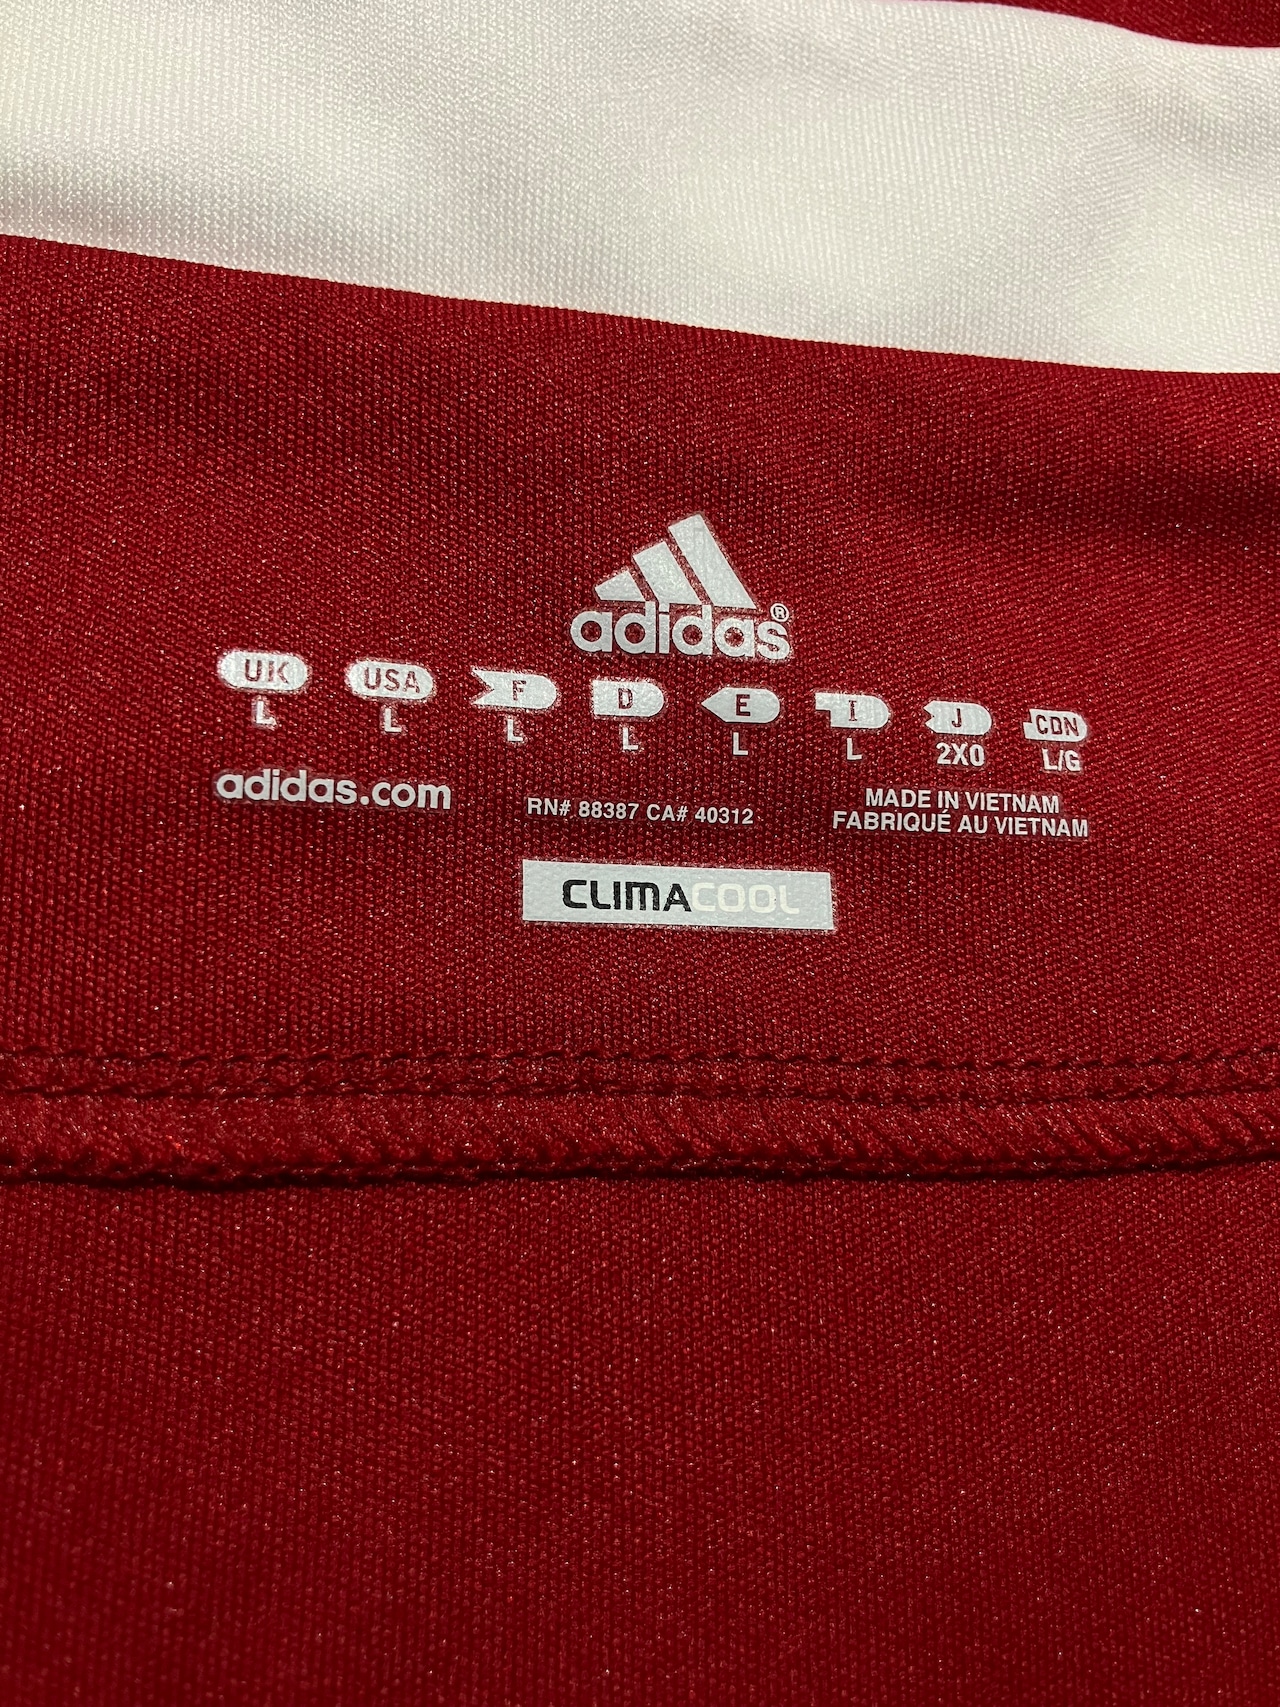 adidas®
UK USA F D E I J CDN
L L L L L L 2XO L/G
adidas.com
RN# 88387 CA# 40312
MADE IN VIETNAM
FABRIQUÉ AU VIETNAM
CLIMACOOL